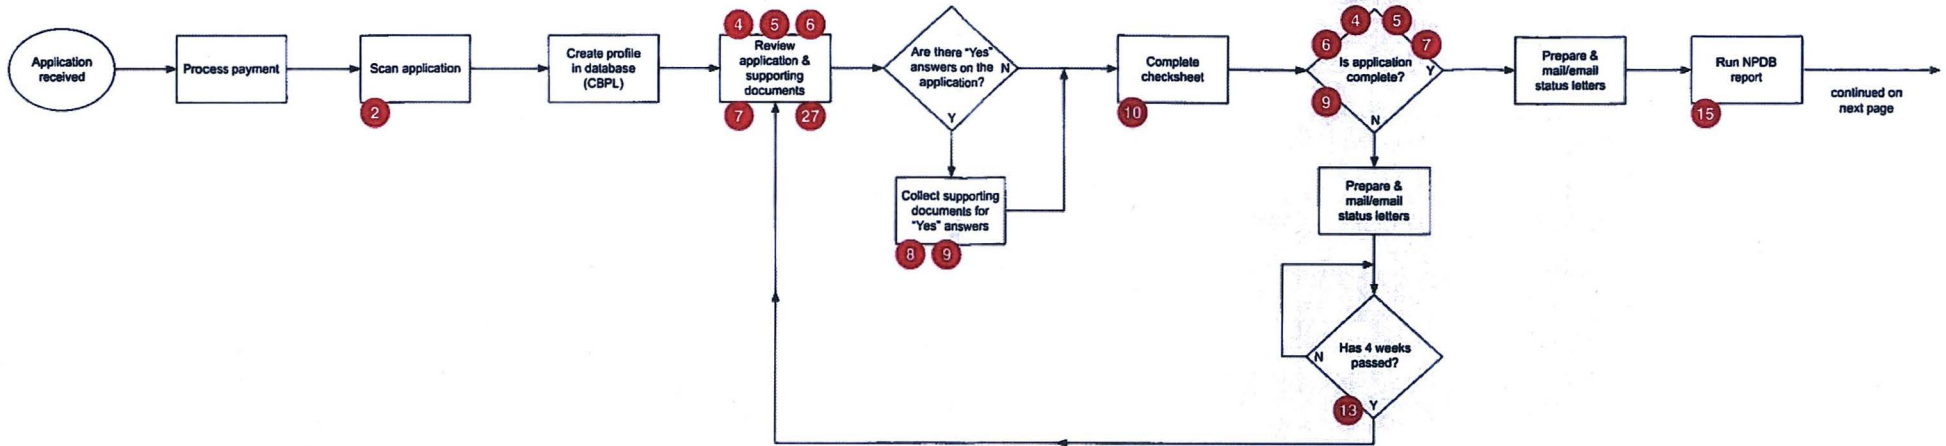 Application
received
Process payment
Scan application
2
Create profile
in database
(CBPL)
4 5 6
Review
application &
supporting
documents
7 27
Are there "Yes"
answers on the
application?
N
Y
Collect supporting
documents for
"Yes" answers
8 9
Complete
checksheet
10
4 5
6 7
Is application
complete?
Y
9
N
Prepare &
mail/email
status letters
Has 4 weeks
passed?
N
13 Y
Prepare &
mail/email
status letters
Run NPDB
report
15
continued on
next page